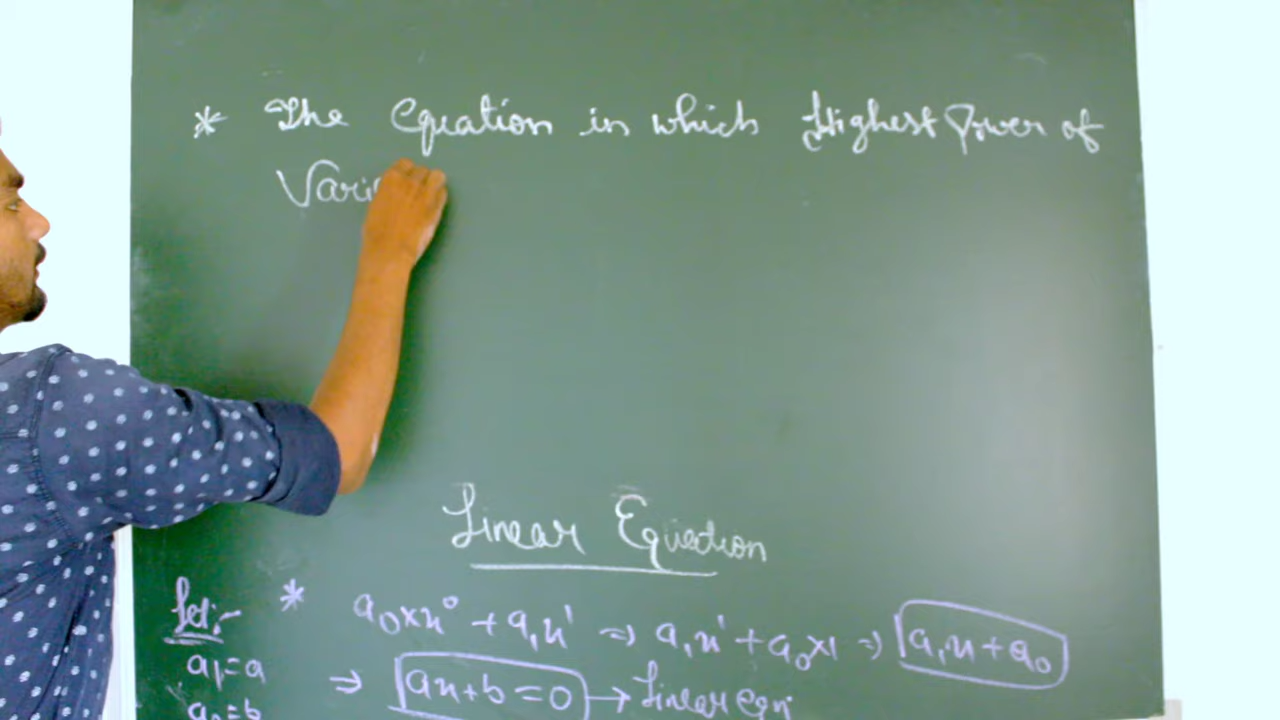 * The Equation in which Highest Power of
Vari
Linear Equation
Let:- * a₀×x⁰ + a₁x¹ ⇒ a₁x¹ + a₀×1 ⇒ a₁x + a₀
a₁=a ⇒ ax+b=0 → Linear eqn
a₀=b